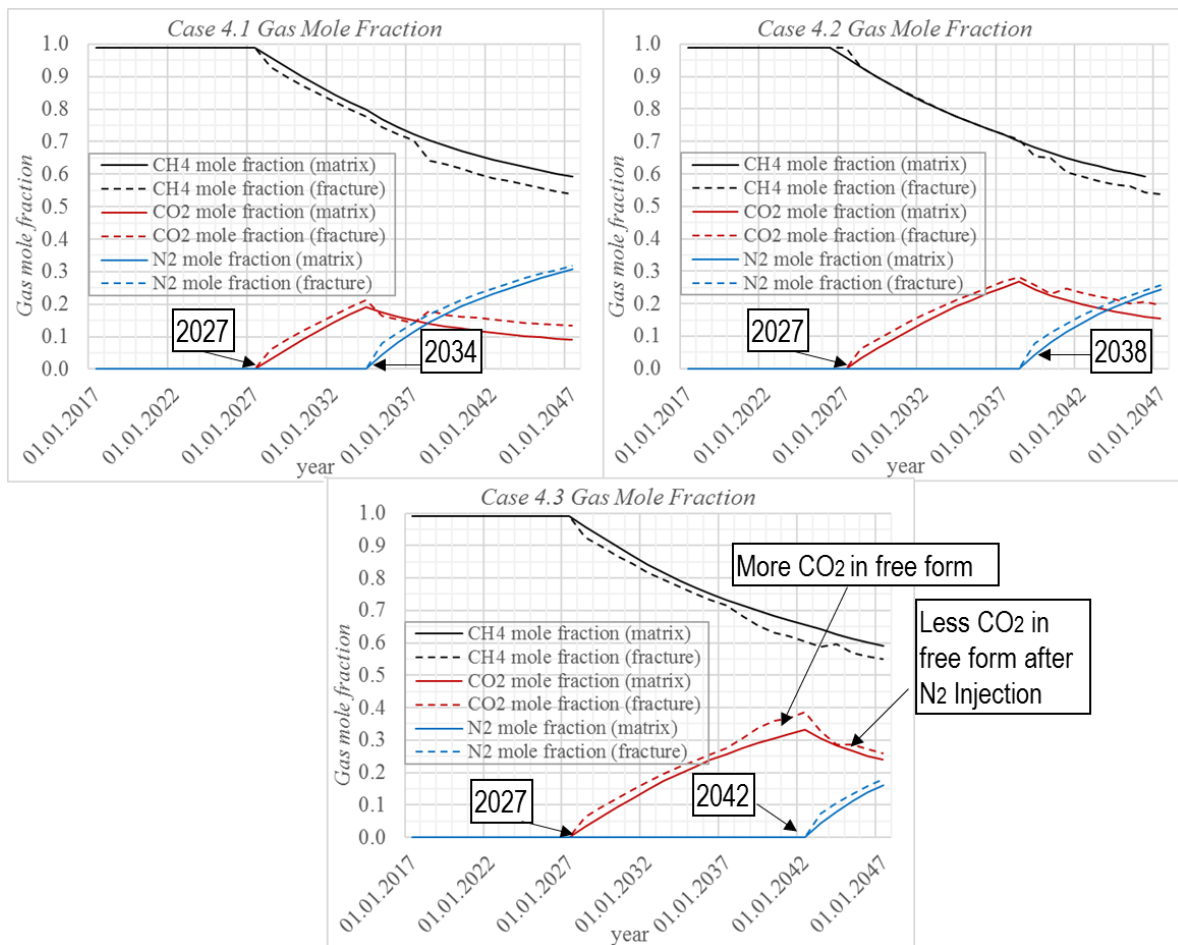 Case 4.1 Gas Mole Fraction
Gas mole fraction
1.0
0.9
0.8
0.7
0.6
0.5
0.4
0.3
0.2
0.1
0.0
CH4 mole fraction (matrix)
CH4 mole fraction (fracture)
CO2 mole fraction (matrix)
CO2 mole fraction (fracture)
N2 mole fraction (matrix)
N2 mole fraction (fracture)
2027
2034
01.01.2017
01.01.2022
01.01.2027
01.01.2032
01.01.2037
01.01.2042
01.01.2047
year
Case 4.2 Gas Mole Fraction
Gas mole fraction
1.0
0.9
0.8
0.7
0.6
0.5
0.4
0.3
0.2
0.1
0.0
CH4 mole fraction (matrix)
CH4 mole fraction (fracture)
CO2 mole fraction (matrix)
CO2 mole fraction (fracture)
N2 mole fraction (matrix)
N2 mole fraction (fracture)
2027
2038
01.01.2017
01.01.2022
01.01.2027
01.01.2032
01.01.2037
01.01.2042
01.01.2047
year
Case 4.3 Gas Mole Fraction
Gas mole fraction
1.0
0.9
0.8
0.7
0.6
0.5
0.4
0.3
0.2
0.1
0.0
CH4 mole fraction (matrix)
CH4 mole fraction (fracture)
CO2 mole fraction (matrix)
CO2 mole fraction (fracture)
N2 mole fraction (matrix)
N2 mole fraction (fracture)
More CO2 in free form
Less CO2 in
free form after
N2 Injection
2027
2042
01.01.2017
01.01.2022
01.01.2027
01.01.2032
01.01.2037
01.01.2042
01.01.2047
year